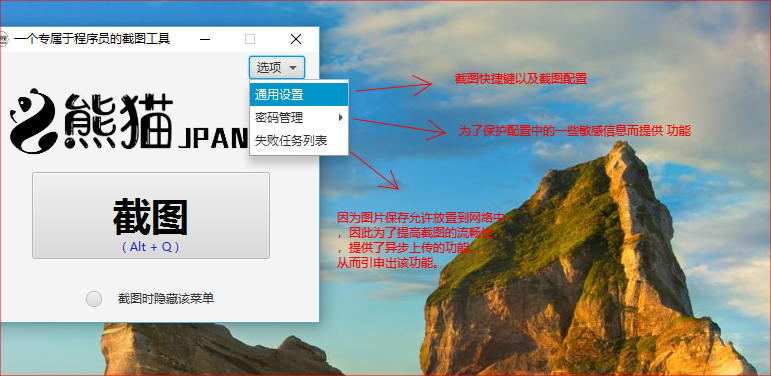 一个专属于程序员的截图工具
选项
通用设置
密码管理
失败任务列表
熊猫JPAN
截图
( Alt + Q )
截图时隐藏该菜单
截图快捷键以及截图配置
为了保护配置中的一些敏感信息而提供 功能
因为图片保存允许放置到网络中
，因此为了提高截图的流畅性
，提供了异步上传的功能，
从而引申出该功能。